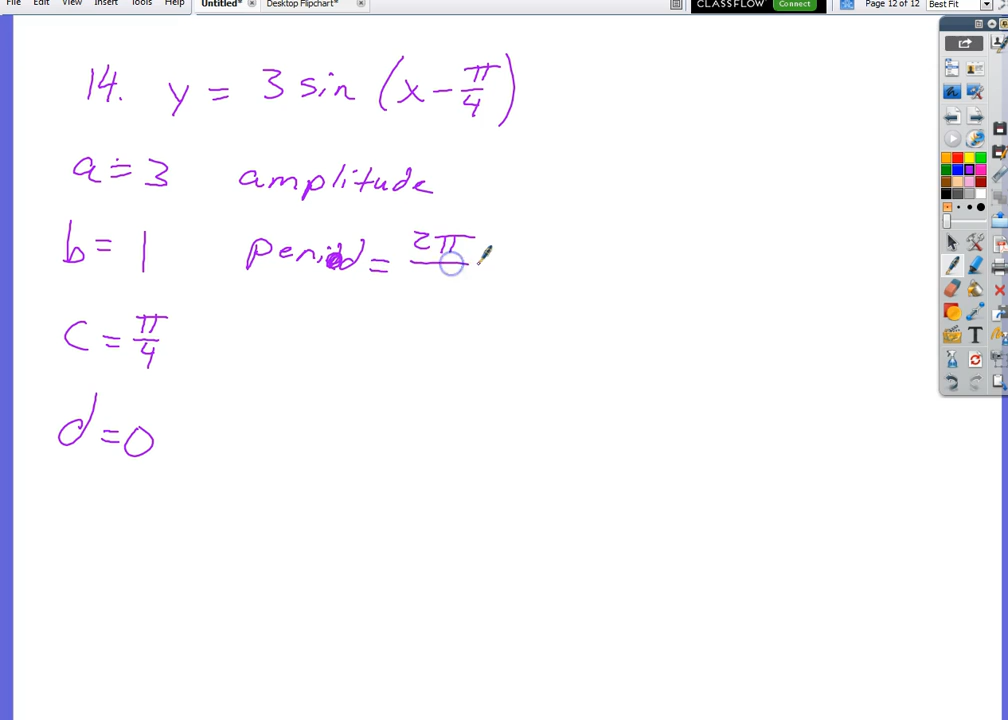 File Edit View Insert Tools Help Untitled* Desktop Flipchart* CLASSFLOW Connect Page 12 of 12 Best Fit
14. y = 3 sin (x - π/4)
a = 3 amplitude
b = 1 period = 2π/
c = π/4
d = 0
T